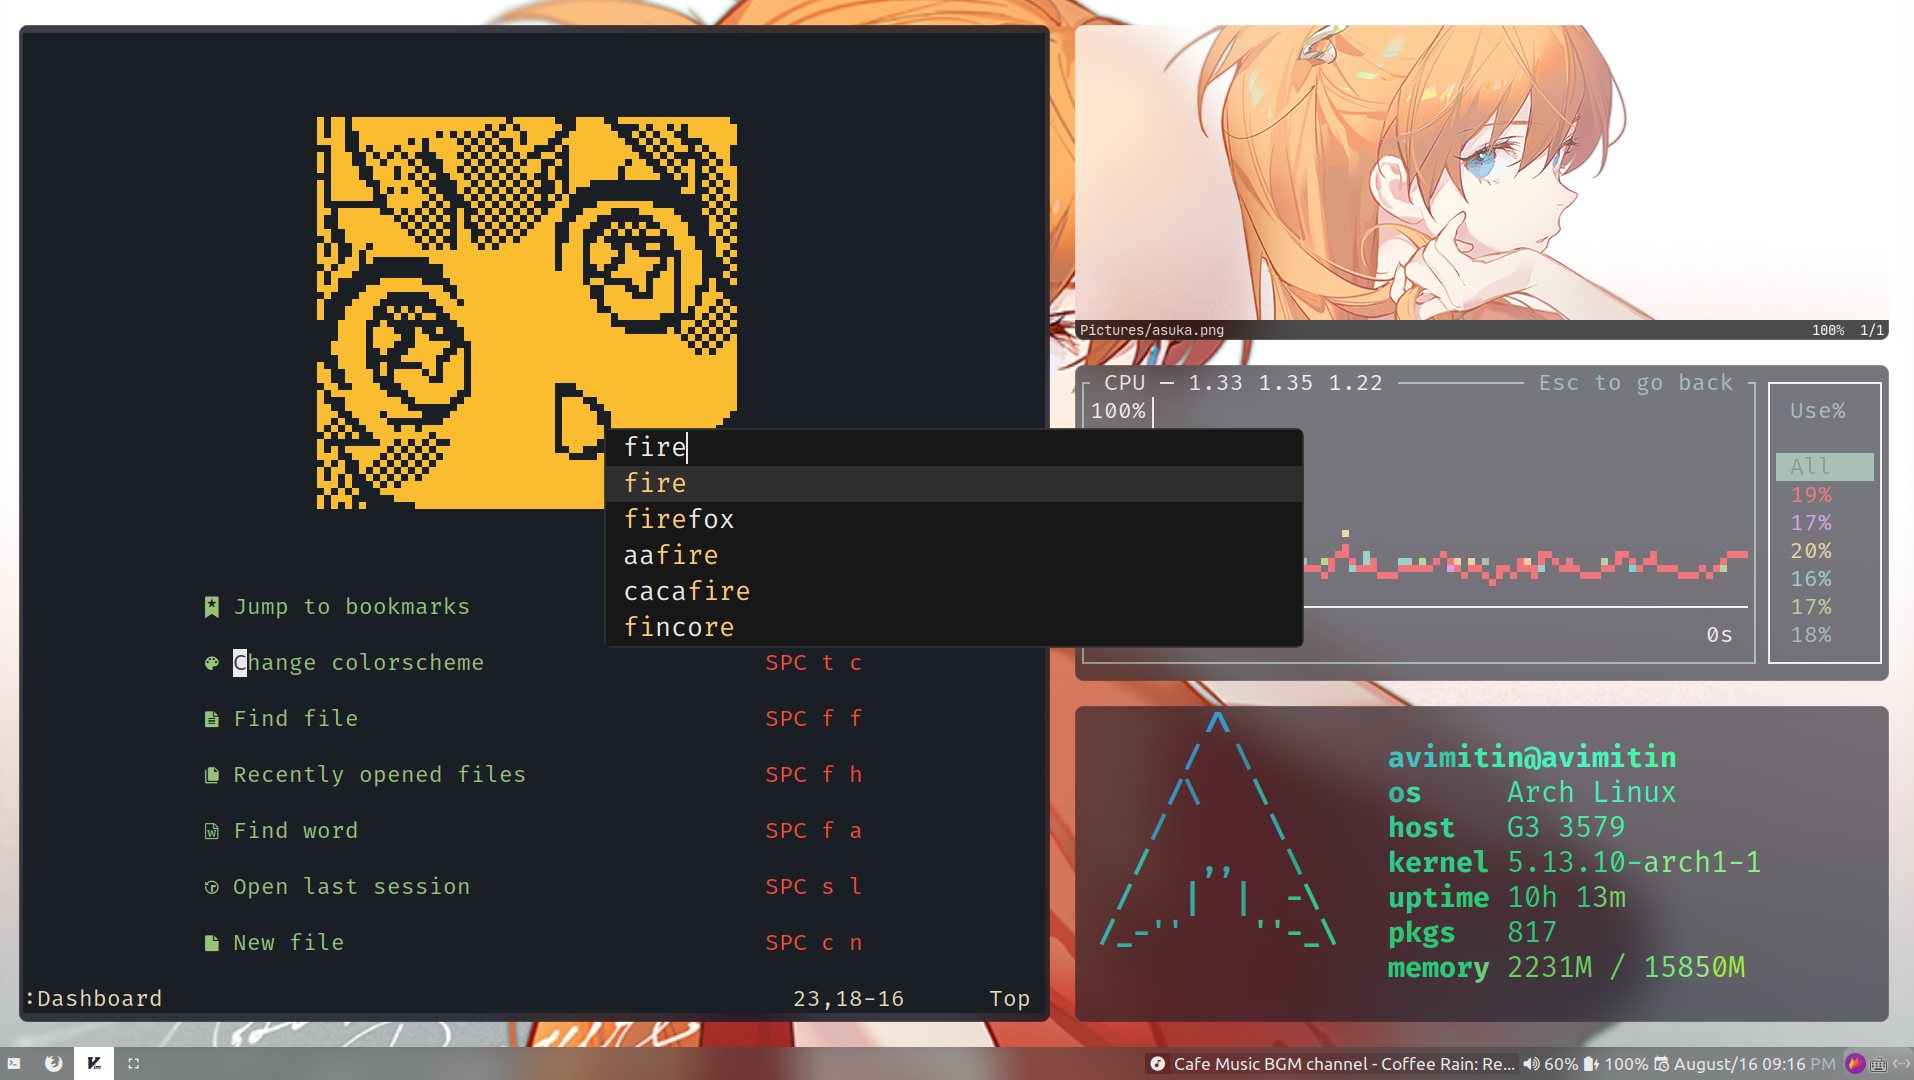 Jump to bookmarks
Change colorscheme SPC t c
Find file SPC f f
Recently opened files SPC f h
Find word SPC f a
Open last session SPC s l
New file SPC c n
:Dashboard 23,18-16 Top
fire
fire
firefox
aafire
cacafire
fincore
Pictures/asuka.png 100% 1/1
CPU — 1.33 1.35 1.22 Esc to go back
100%
0s
Use%
All
19%
17%
20%
16%
17%
18%
avimitin@avimitin
os Arch Linux
host G3 3579
kernel 5.13.10-arch1-1
uptime 10h 13m
pkgs 817
memory 2231M / 15850M
Cafe Music BGM channel - Coffee Rain: Re... 60% 100% August/16 09:16 PM